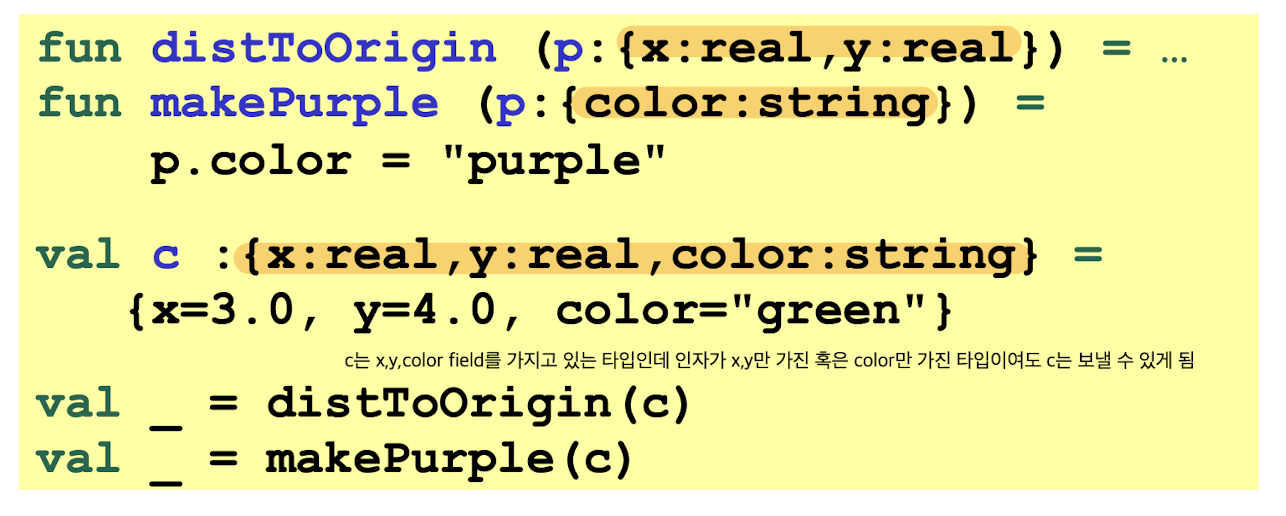 fun distToOrigin (p:{x:real,y:real}) = …
fun makePurple (p:{color:string}) =
p.color = "purple"
val c :{x:real,y:real,color:string} =
{x=3.0, y=4.0, color="green"}
c는 x,y,color field를 가지고 있는 타입인데 인자가 x,y만 가진 혹은 color만 가진 타입이여도 c는 보낼 수 있게 됨
val _ = distToOrigin(c)
val _ = makePurple(c)